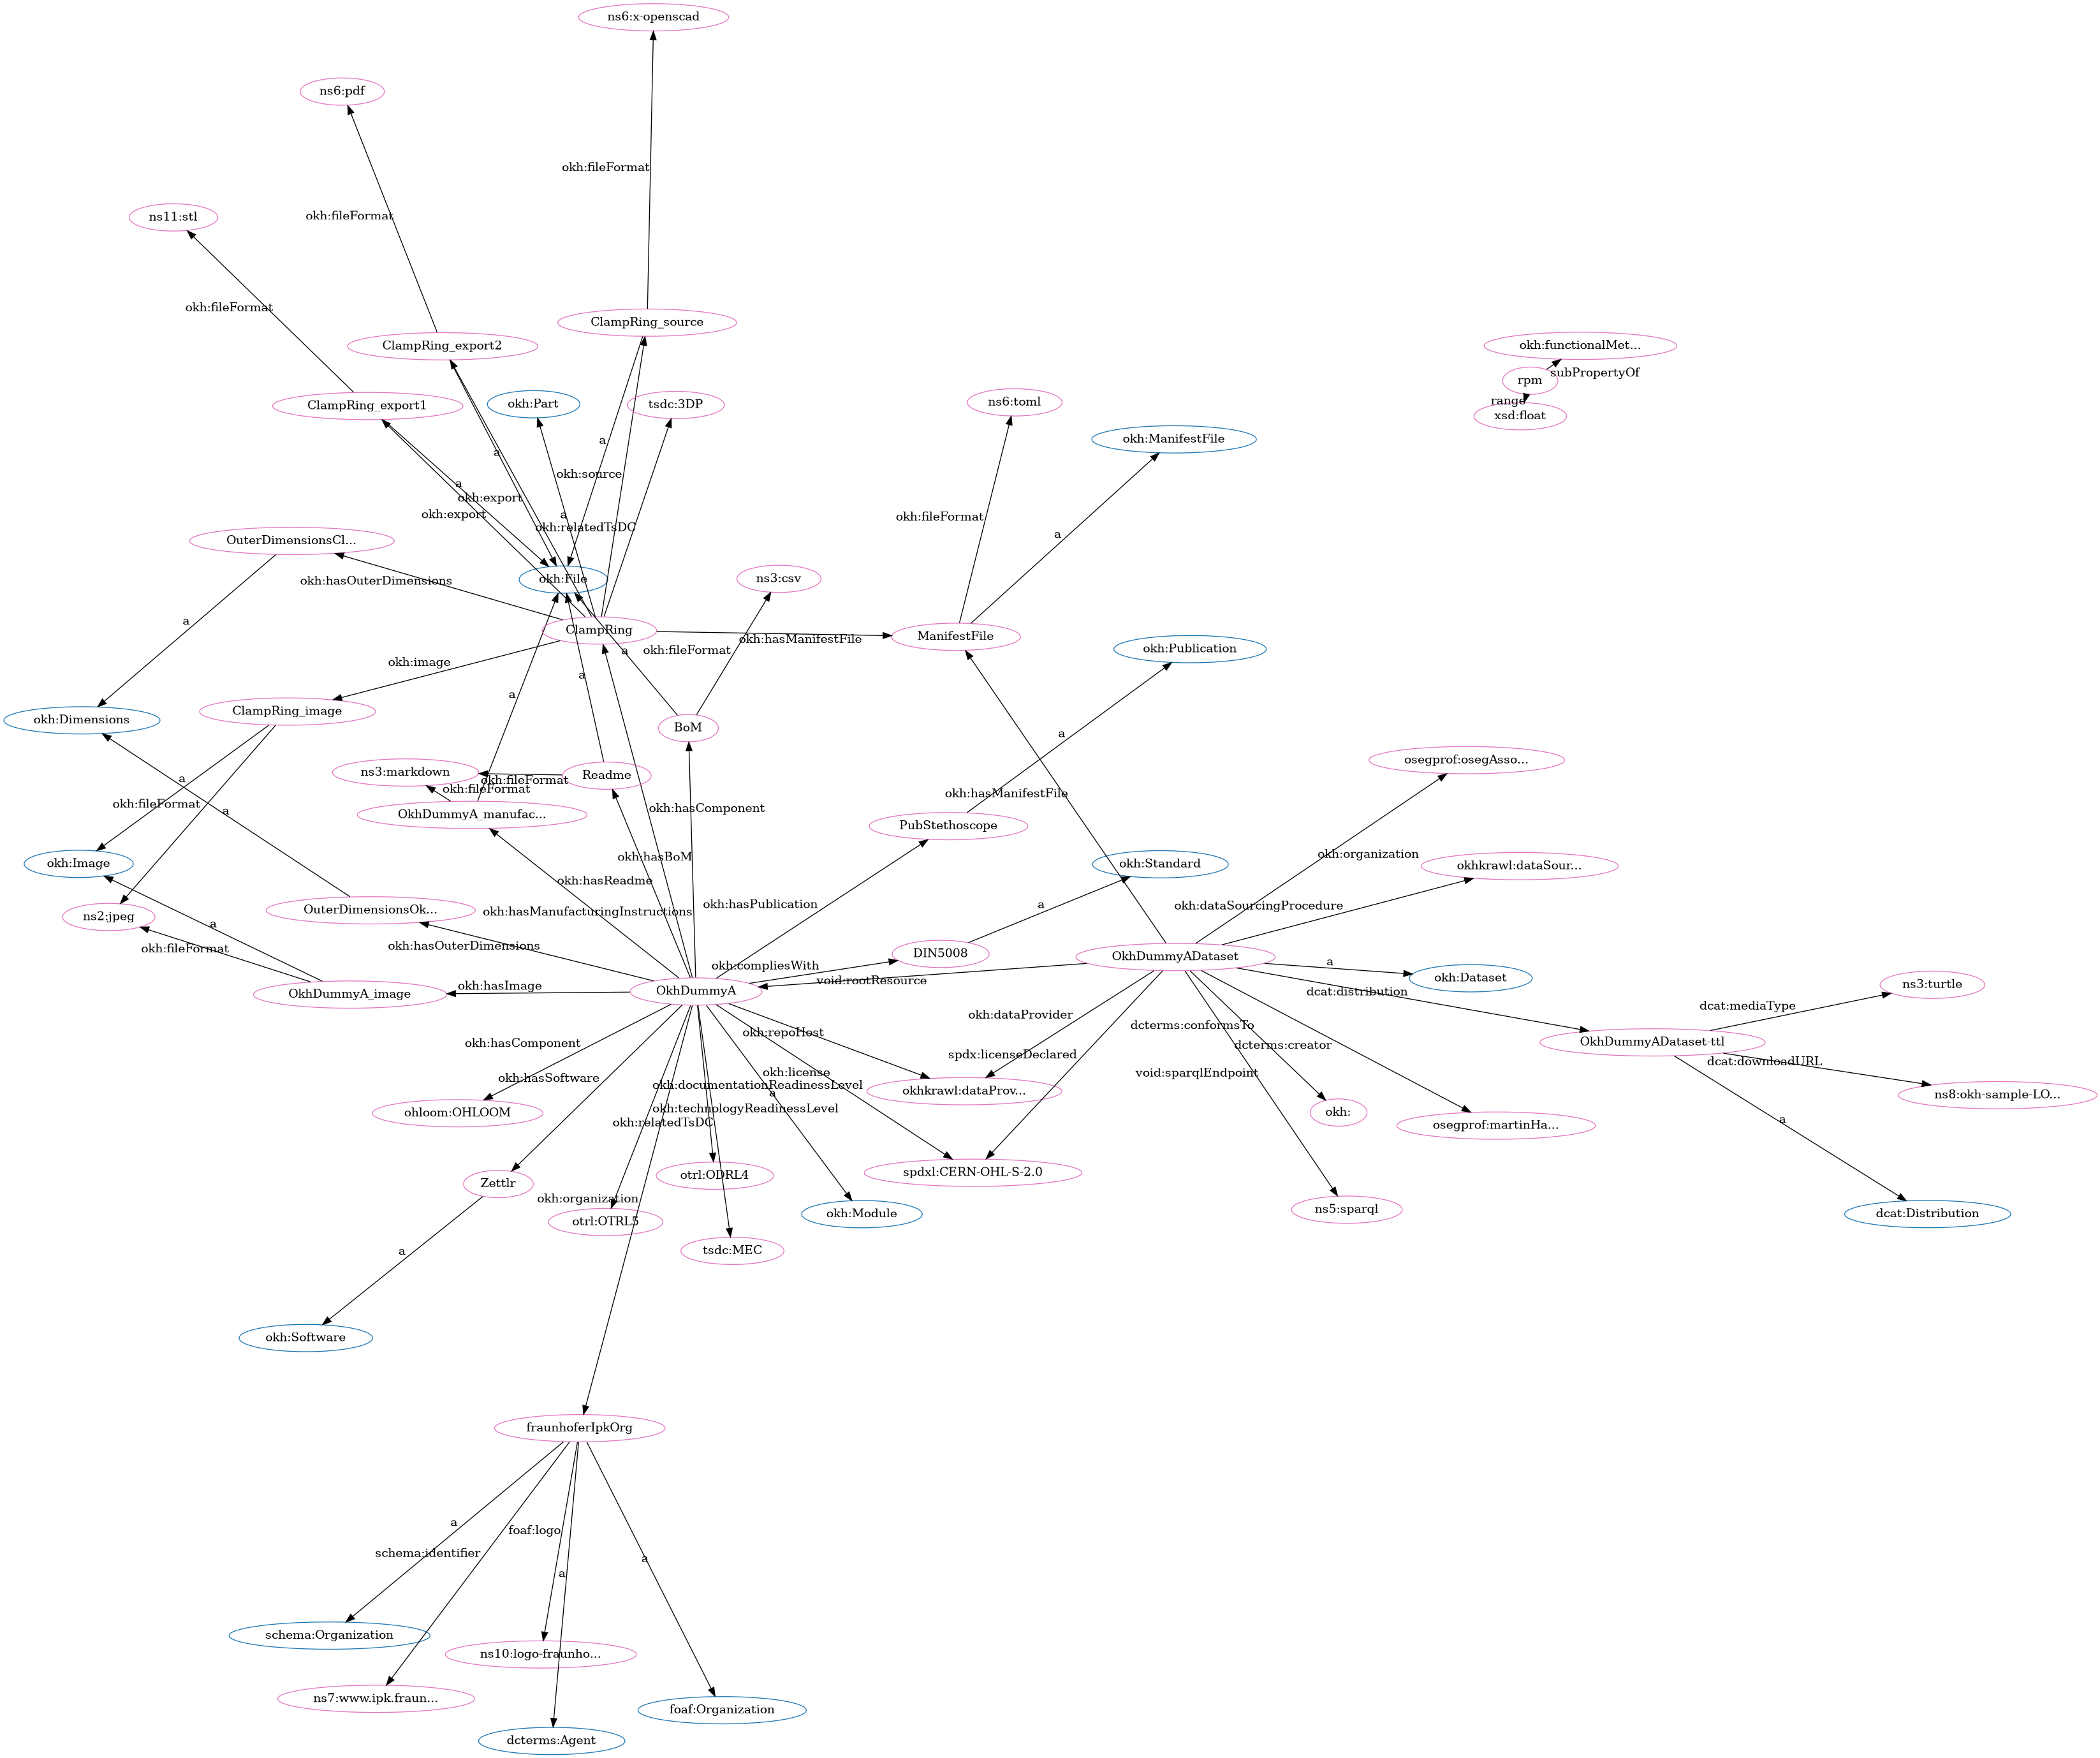 ns6:x-openscad
ns6:pdf
okh:fileFormat
ns11:stl
okh:fileFormat
okh:fileFormat
ClampRing_source
ClampRing_export2
okh:functionalMet...
subPropertyOf
rpm
range
xsd:float
ClampRing_export1
okh:Part
tsdc:3DP
ns6:toml
okh:ManifestFile
a
a
a
okh:source
okh:export
okh:export
a
okh:relatedTsDC
okh:fileFormat
a
OuterDimensionsCl...
okh:hasOuterDimensions
okh:File
ns3:csv
a
ClampRing
okh:hasManifestFile
ManifestFile
a
okh:fileFormat
okh:Publication
okh:image
a
a
ClampRing_image
okh:Dimensions
BoM
a
osegprof:osegAsso...
ns3:markdown
okh:fileFormat
okh:fileFormat
Readme
a
okh:fileFormat
a
OkhDummyA_manufac...
okh:hasComponent
okh:hasManifestFile
PubStethoscope
okh:Image
okh:hasBoM
okh:Standard
okh:organization
okhkrawl:dataSour...
okh:hasReadme
ns2:jpeg
OuterDimensionsOk...
okh:hasManufacturingInstructions
okh:hasPublication
a
okh:dataSourcingProcedure
a
okh:fileFormat
okh:hasOuterDimensions
okh:compliesWith
DIN5008
OkhDummyADataset
a
okh:Dataset
OkhDummyA_image
okh:hasImage
OkhDummyA
void:rootResource
dcat:distribution
dcat:mediaType
ns3:turtle
okh:hasComponent
okh:repoHost
okh:dataProvider
dcterms:conformsTo
dcterms:creator
OkhDummyADataset-ttl
okh:hasSoftware
okh:license
spdx:licenseDeclared
void:sparqlEndpoint
dcat:downloadURL
okh:documentationReadinessLevel
a
okhkrawl:dataProv...
ns8:okh-sample-LO...
ohloom:OHLOOM
okh:technologyReadinessLevel
okh:relatedTsDC
okh:
osegprof:martinHa...
a
Zettlr
otrl:ODRL4
spdxl:CERN-OHL-S-2.0
okh:organization
otrl:OTRL5
okh:Module
ns5:sparql
dcat:Distribution
a
tsdc:MEC
okh:Software
fraunhoferIpkOrg
a
foaf:logo
schema:identifier
a
a
schema:Organization
ns10:logo-fraunho...
ns7:www.ipk.fraun...
foaf:Organization
dcterms:Agent